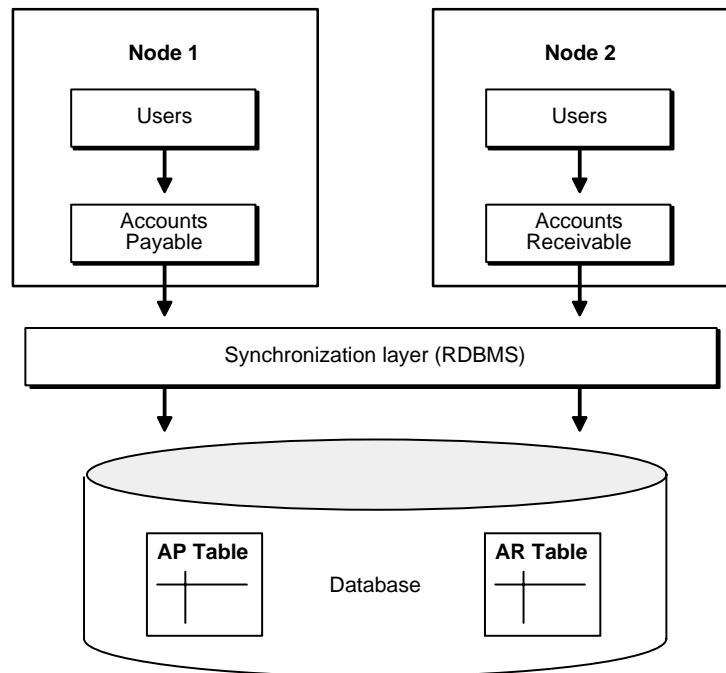 Node 1
Node 2
Users
Users
Accounts
Payable
Accounts
Receivable
Synchronization layer (RDBMS)
AP Table
AR Table
Database